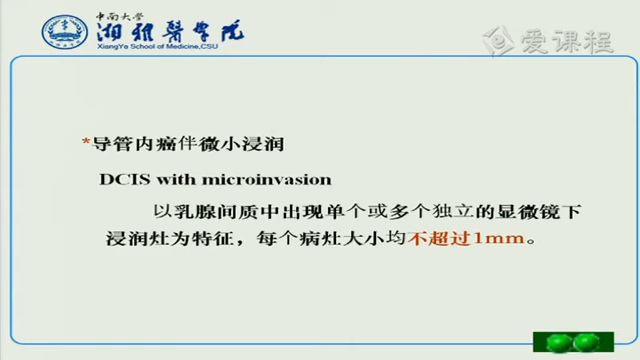 中南大学
湘雅醫学院
XiangYa School of Medicine,CSU
爱课程
*导管内癌伴微小浸润
DCIS with microinvasion
以乳腺间质中出现单个或多个独立的显微镜下
浸润灶为特征，每个病灶大小均不超过1mm。